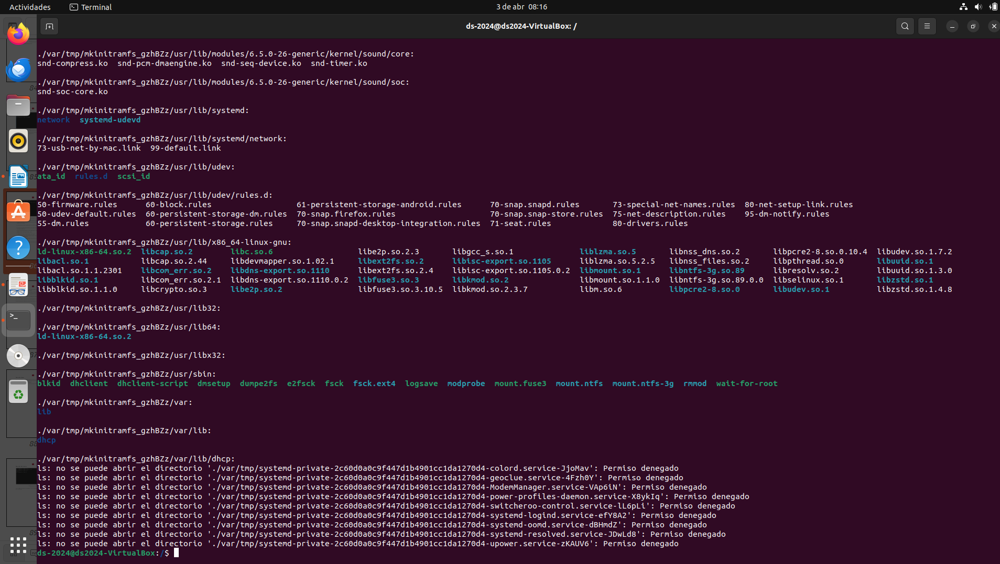 Actividades Terminal 3 de abr 08:16
ds-2024@ds2024-VirtualBox: /
./var/tmp/mkinitramfs_gzhBZz/usr/lib/modules/6.5.0-26-generic/kernel/sound/core:
snd-compress.ko snd-pcm-dmaengine.ko snd-seq-device.ko snd-timer.ko
./var/tmp/mkinitramfs_gzhBZz/usr/lib/modules/6.5.0-26-generic/kernel/sound/soc:
snd-soc-core.ko
./var/tmp/mkinitramfs_gzhBZz/usr/lib/systemd:
network systemd-udevd
./var/tmp/mkinitramfs_gzhBZz/usr/lib/systemd/network:
73-usb-net-by-mac.link 99-default.link
./var/tmp/mkinitramfs_gzhBZz/usr/lib/udev:
ata_id rules.d scsi_id
./var/tmp/mkinitramfs_gzhBZz/usr/lib/udev/rules.d:
50-firmware.rules 60-block.rules 61-persistent-storage-android.rules 70-snap.snapd.rules 73-special-net-names.rules 80-net-setup-link.rules
50-udev-default.rules 60-persistent-storage-dm.rules 70-snap.firefox.rules 70-snap.snap-store.rules 75-net-description.rules 95-dm-notify.rules
55-dm.rules 60-persistent-storage.rules 70-snap.snapd-desktop-integration.rules 71-seat.rules 80-drivers.rules
./var/tmp/mkinitramfs_gzhBZz/usr/lib/x86_64-linux-gnu:
ld-linux-x86-64.so.2 libcap.so.2 libc.so.6 libe2p.so.2.3 libgcc_s.so.1 liblzma.so.5 libnss_dns.so.2 libpcre2-8.so.0.10.4 libudev.so.1.7.2
libacl.so.1 libcap.so.2.44 libdevmapper.so.1.02.1 libext2fs.so.2 libisc-export.so.1105 liblzma.so.5.2.5 libnss_files.so.2 libpthread.so.0 libuuid.so.1
libacl.so.1.1.2301 libcom_err.so.2 libdns-export.so.1110 libext2fs.so.2.4 libisc-export.so.1105.0.2 libmount.so.1 libntfs-3g.so.89 libresolv.so.2 libuuid.so.1.3.0
libblkid.so.1 libcom_err.so.2.1 libdns-export.so.1110.0.2 libfuse3.so.3 libkmod.so.2 libmount.so.1.1.0 libntfs-3g.so.89.0.0 libselinux.so.1 libzstd.so.1
libblkid.so.1.1.0 libcrypto.so.3 libe2p.so.2 libfuse3.so.3.10.5 libkmod.so.2.3.7 libm.so.6 libpcre2-8.so.0 libudev.so.1 libzstd.so.1.4.8
./var/tmp/mkinitramfs_gzhBZz/usr/lib32:
./var/tmp/mkinitramfs_gzhBZz/usr/lib64:
ld-linux-x86-64.so.2
./var/tmp/mkinitramfs_gzhBZz/usr/libx32:
./var/tmp/mkinitramfs_gzhBZz/usr/sbin:
blkid dhclient dhclient-script dmsetup dumpe2fs e2fsck fsck fsck.ext4 logsave modprobe mount.fuse3 mount.ntfs mount.ntfs-3g rmmod wait-for-root
./var/tmp/mkinitramfs_gzhBZz/var:
lib
./var/tmp/mkinitramfs_gzhBZz/var/lib:
dhcp
./var/tmp/mkinitramfs_gzhBZz/var/lib/dhcp:
ls: no se puede abrir el directorio './var/tmp/systemd-private-2c60d0a0c9f447d1b4901cc1da1270d4-colord.service-JjoMav': Permiso denegado
ls: no se puede abrir el directorio './var/tmp/systemd-private-2c60d0a0c9f447d1b4901cc1da1270d4-geoclue.service-4Fzh0Y': Permiso denegado
ls: no se puede abrir el directorio './var/tmp/systemd-private-2c60d0a0c9f447d1b4901cc1da1270d4-ModemManager.service-VAp6iN': Permiso denegado
ls: no se puede abrir el directorio './var/tmp/systemd-private-2c60d0a0c9f447d1b4901cc1da1270d4-power-profiles-daemon.service-X8ykIq': Permiso denegado
ls: no se puede abrir el directorio './var/tmp/systemd-private-2c60d0a0c9f447d1b4901cc1da1270d4-switcheroo-control.service-lL6pLi': Permiso denegado
ls: no se puede abrir el directorio './var/tmp/systemd-private-2c60d0a0c9f447d1b4901cc1da1270d4-systemd-logind.service-efY8A2': Permiso denegado
ls: no se puede abrir el directorio './var/tmp/systemd-private-2c60d0a0c9f447d1b4901cc1da1270d4-systemd-oomd.service-dBHmdZ': Permiso denegado
ls: no se puede abrir el directorio './var/tmp/systemd-private-2c60d0a0c9f447d1b4901cc1da1270d4-systemd-resolved.service-JDwLd8': Permiso denegado
ls: no se puede abrir el directorio './var/tmp/systemd-private-2c60d0a0c9f447d1b4901cc1da1270d4-upower.service-zKAUV6': Permiso denegado
ds-2024@ds2024-VirtualBox:/$